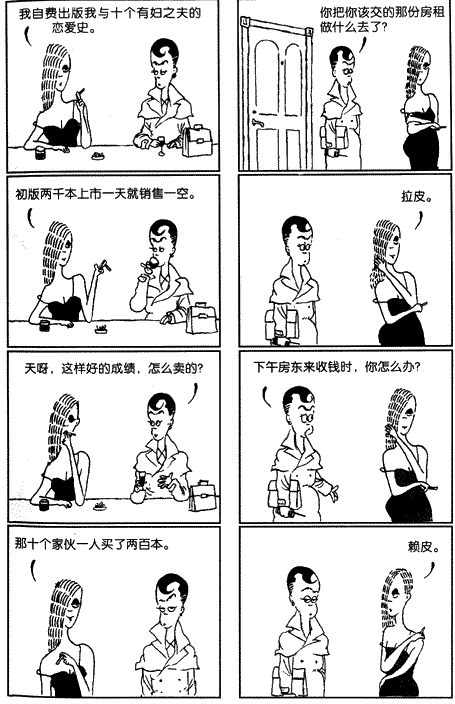 我自费出版我与十个有妇之夫的
恋爱史。
初版两千本上市一天就销售一空。
天呀，这样好的成绩，怎么卖的?
那十个家伙一人买了两百本。
你把你该交的那份房租
做什么去了?
拉皮。
下午房东来收钱时，你怎么办?
赖皮。